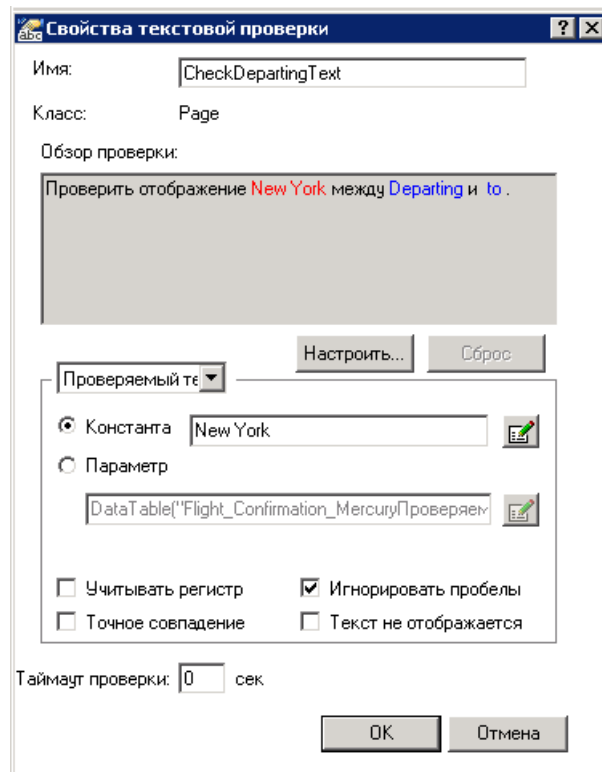 Свойства текстовой проверки
Имя: CheckDepartingText
Класс: Page
Обзор проверки:
Проверить отображение New York между Departing и to .
Настроить... Сброс
Проверяемый те
Константа New York
Параметр
DataTable("Flight_Confirmation_MercuryПроверяем
Учитывать регистр Игнорировать пробелы
Точное совпадение Текст не отображается
Таймаут проверки: 0 сек
OK Отмена